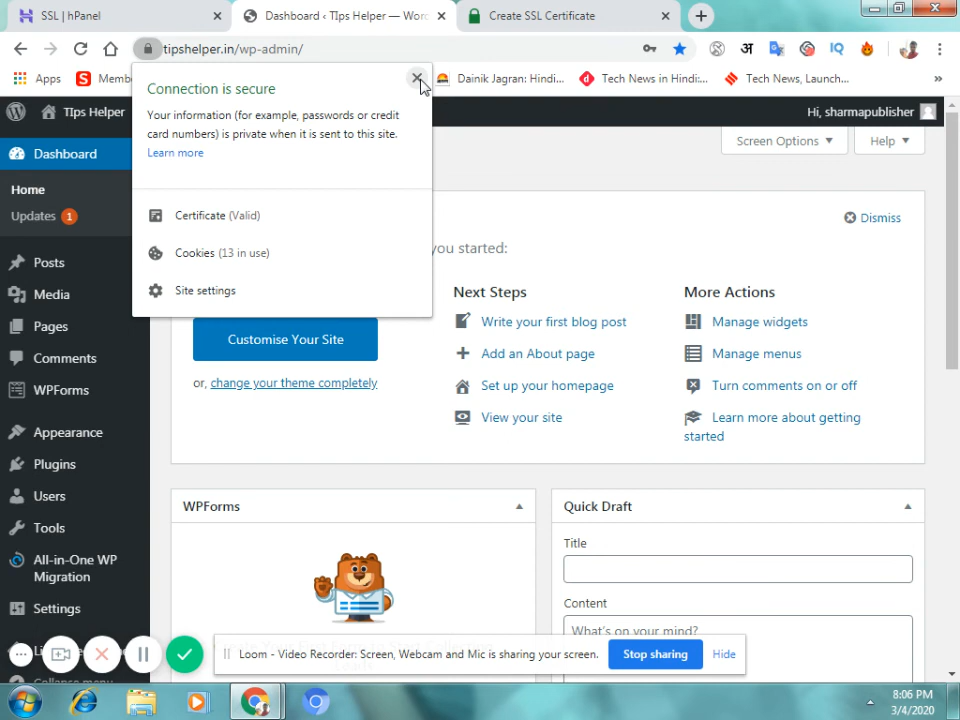 SSL | hPanel
Dashboard ‹ TIps Helper — Wor
Create SSL Certificate
tipshelper.in/wp-admin/
अ
IQ
Apps
Memb
Dainik Jagran: Hindi...
Tech News in Hindi:...
Tech News, Launch...
»
TIps Helper
Hi, sharmapublisher
Connection is secure
Your information (for example, passwords or credit
card numbers) is private when it is sent to this site.
Learn more
Certificate (Valid)
Cookies (13 in use)
Site settings
Screen Options
Help
Dashboard
Home
Updates 1
Posts
Media
Pages
Comments
WPForms
Appearance
Plugins
Users
Tools
All-in-One WP
Migration
Settings
Collapse menu
Dismiss
you started:
Customise Your Site
or, change your theme completely
Next Steps
Write your first blog post
Add an About page
Set up your homepage
View your site
More Actions
Manage widgets
Manage menus
Turn comments on or off
Learn more about getting
started
WPForms
Quick Draft
Title
Content
What's on your mind?
Loom - Video Recorder: Screen, Webcam and Mic is sharing your screen.
Stop sharing
Hide
8:06 PM
3/4/2020